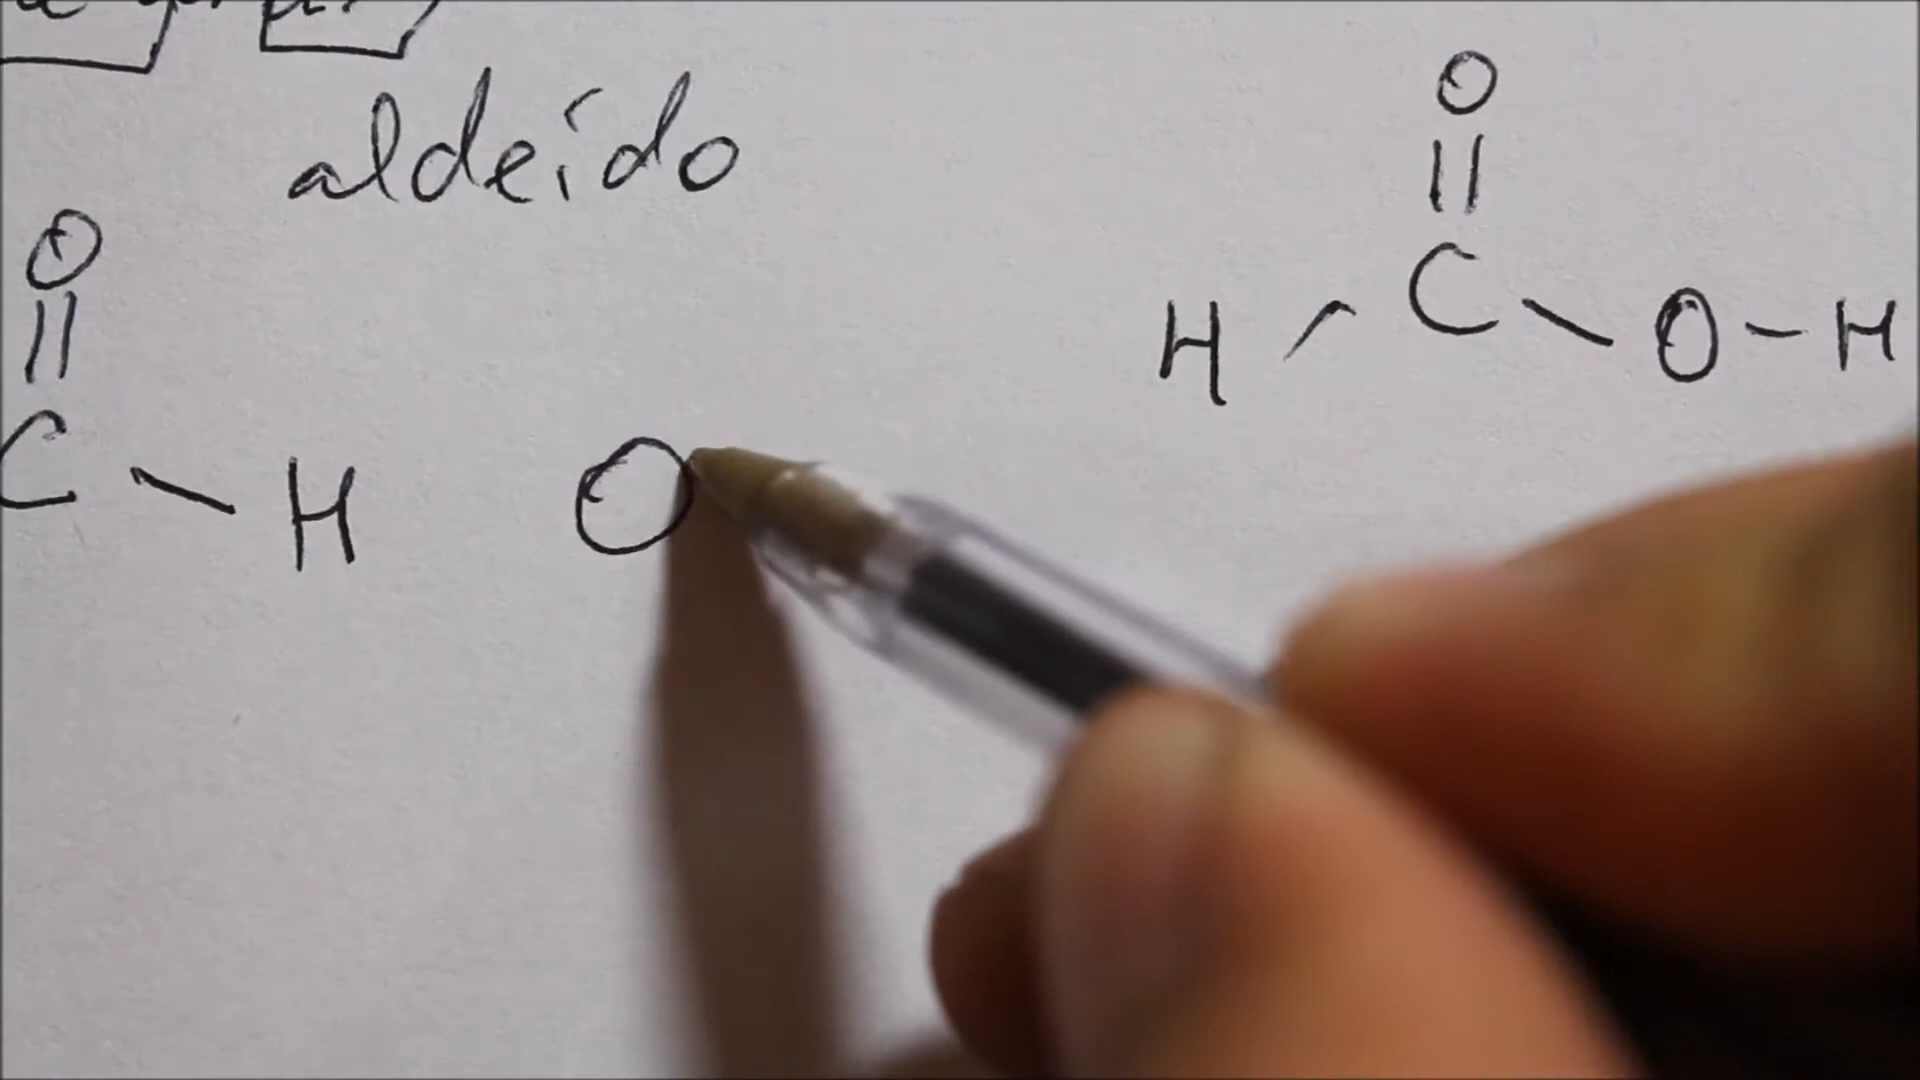 aldeído
O
||
C - H
O
O
||
H - C - O - H